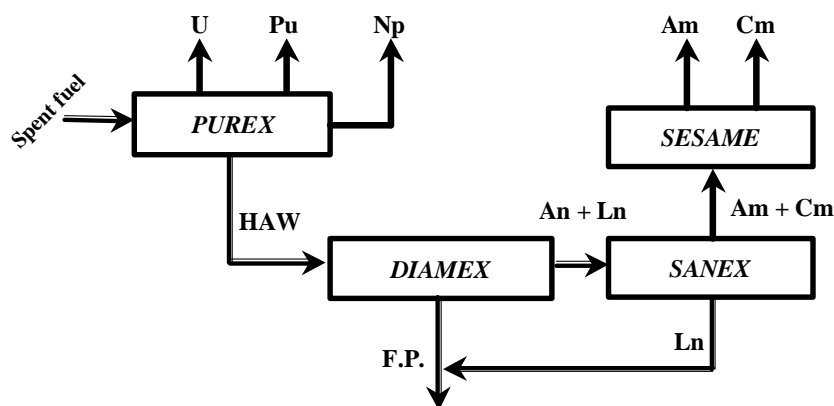 U Pu Np Am Cm
Spent fuel
PUREX
SESAME
HAW
An + Ln
Am + Cm
DIAMEX
SANEX
F.P.
Ln